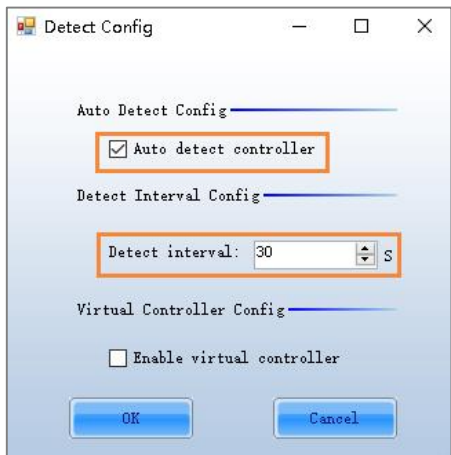 Detect Config
Auto Detect Config
Auto detect controller
Detect Interval Config
Detect interval: 30 S
Virtual Controller Config
Enable virtual controller
OK Cancel